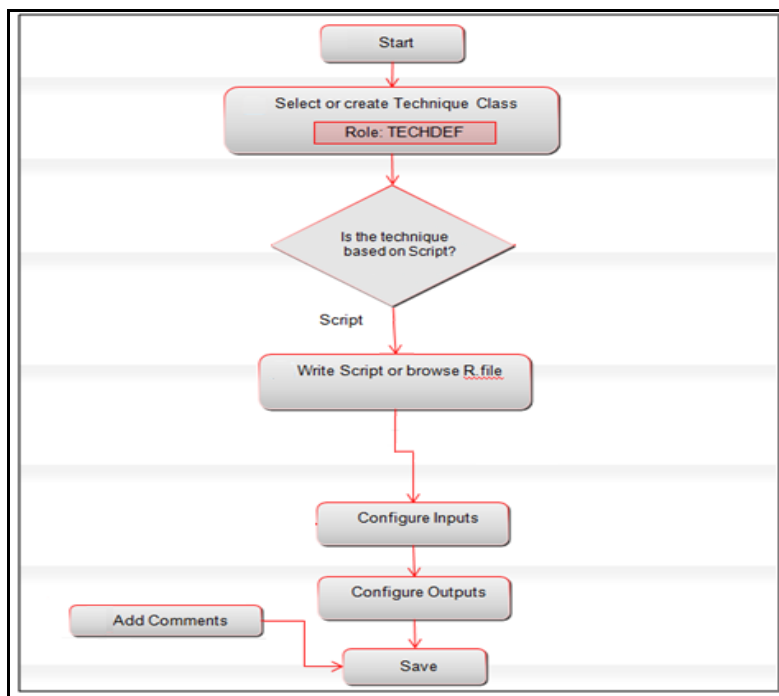 Start
Select or create Technique Class
Role: TECHDEF
Is the technique
based on Script?
Script
Write Script or browse R.file
Configure Inputs
Configure Outputs
Add Comments
Save